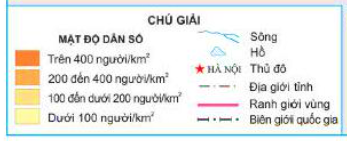 CHÚ GIẢI
MẬT ĐỘ DÂN SỐ
Trên 400 người/km²
200 đến 400 người/km²
100 đến dưới 200 người/km²
Dưới 100 người/km²
Sông
Hồ
HÀ NỘI Thủ đô
Địa giới tỉnh
Ranh giới vùng
Biên giới quốc gia